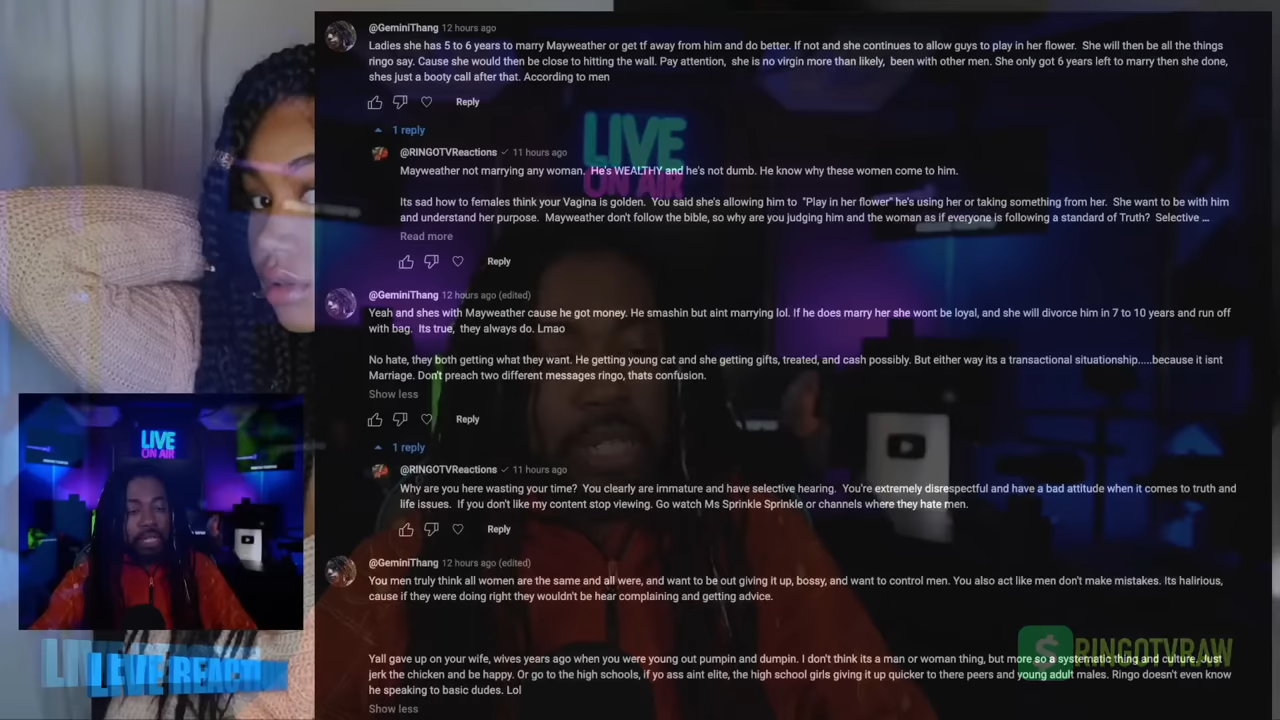 @GeminiThang 12 hours ago
Ladies she has 5 to 6 years to marry Mayweather or get tf away from him and do better. If not and she continues to allow guys to play in her flower. She will then be all the things
ringo say. Cause she would then be close to hitting the wall. Pay attention, she is no virgin more than likely, been with other men. She only got 6 years left to marry then she done,
shes just a booty call after that. According to men
Reply
1 reply
@RINGOTVReactions 11 hours ago
Mayweather not marrying any woman. He's WEALTHY and he's not dumb. He know why these women come to him.
Its sad how to females think your Vagina is golden. You said she's allowing him to "Play in her flower" he's using her or taking something from her. She want to be with him
and understand her purpose. Mayweather don't follow the bible, so why are you judging him and the woman as if everyone is following a standard of Truth? Selective ...
Read more
Reply
@GeminiThang 12 hours ago (edited)
Yeah and shes with Mayweather cause he got money. He smashin but aint marrying lol. If he does marry her she wont be loyal, and she will divorce him in 7 to 10 years and run off
with bag. Its true, they always do. Lmao
No hate, they both getting what they want. He getting young cat and she getting gifts, treated, and cash possibly. But either way its a transactional situationship.....because it isnt
Marriage. Don't preach two different messages ringo, thats confusion.
Show less
Reply
1 reply
@RINGOTVReactions 11 hours ago
Why are you here wasting your time? You clearly are immature and have selective hearing. You're extremely disrespectful and have a bad attitude when it comes to truth and
life issues. If you don't like my content stop viewing. Go watch Ms Sprinkle Sprinkle or channels where they hate men.
Reply
@GeminiThang 12 hours ago (edited)
You men truly think all women are the same and all were, and want to be out giving it up, bossy, and want to control men. You also act like men don't make mistakes. Its halirious,
cause if they were doing right they wouldn't be hear complaining and getting advice.
Yall gave up on your wife, wives years ago when you were young out pumpin and dumpin. I don't think its a man or woman thing, but more so a systematic thing and culture. Just
jerk the chicken and be happy. Or go to the high schools, if yo ass aint elite, the high school girls giving it up quicker to there peers and young adult males. Ringo doesn't even know
he speaking to basic dudes. Lol
Show less
LIVE
ON AIR
LIVE
ON AIR
$ RINGOTVRAW